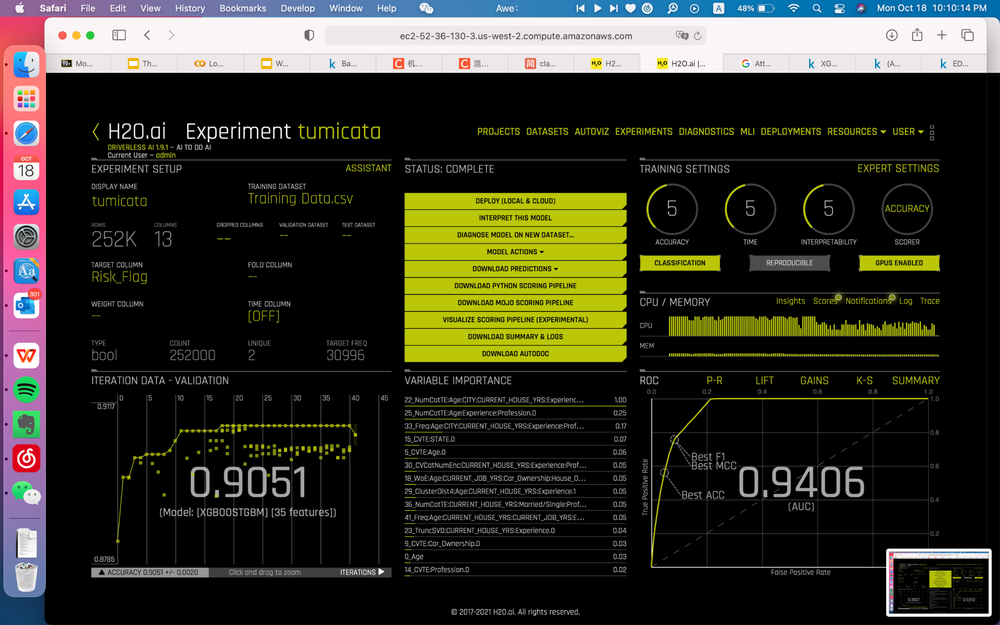 Safari File Edit View History Bookmarks Develop Window Help Awe: A 48% Mon Oct 18 10:10:14 PM
ec2-52-36-130-3.us-west-2.compute.amazonaws.com
Bb Mo... Th... Lo... W... k Ba... C 机... C 混... 简 cla... H2O H2... H2O H2O.ai |... G Att... k XG... k (A... k ED...
OCT
18
Aa
301
H2O.ai Experiment tumicata
DRIVERLESS AI 1.9.1 – AI TO DO AI
Current User – admin
PROJECTS DATASETS AUTOVIZ EXPERIMENTS DIAGNOSTICS MLI DEPLOYMENTS RESOURCES USER
EXPERIMENT SETUP ASSISTANT
DISPLAY NAME TRAINING DATASET
tumicata Training Data.csv
ROWS COLUMNS DROPPED COLUMNS VALIDATION DATASET TEST DATASET
252K 13 -- -- --
TARGET COLUMN FOLD COLUMN
Risk_Flag --
WEIGHT COLUMN TIME COLUMN
-- [OFF]
TYPE COUNT UNIQUE TARGET FREQ
bool 252000 2 30996
STATUS: COMPLETE
DEPLOY (LOCAL & CLOUD)
INTERPRET THIS MODEL
DIAGNOSE MODEL ON NEW DATASET...
MODEL ACTIONS
DOWNLOAD PREDICTIONS
DOWNLOAD PYTHON SCORING PIPELINE
DOWNLOAD MOJO SCORING PIPELINE
VISUALIZE SCORING PIPELINE (EXPERIMENTAL)
DOWNLOAD SUMMARY & LOGS
DOWNLOAD AUTODOC
TRAINING SETTINGS EXPERT SETTINGS
5 5 5 ACCURACY
ACCURACY TIME INTERPRETABILITY SCORER
CLASSIFICATION REPRODUCIBLE GPUS ENABLED
CPU / MEMORY Insights Scores Notifications Log Trace
CPU
MEM
ITERATION DATA - VALIDATION
0 5 10 15 20 25 30 35 40 45
0.9117
0.9051
(Model: [XGBOOSTGBM] [35 features])
0.8785
ACCURACY 0.9051 +/- 0.0020 Click and drag to zoom ITERATIONS
VARIABLE IMPORTANCE
22_NumCatTE:Age:CITY:CURRENT_HOUSE_YRS:Experienc... 1.00
25_NumCatTE:Age:Experience:Profession.0 0.25
33_Freq:Age:CITY:CURRENT_HOUSE_YRS:Experience:Prof... 0.17
15_CVTE:STATE.0 0.07
5_CVTE:Age.0 0.06
30_CVCatNumEnc:CURRENT_HOUSE_YRS:Experience:Prof... 0.05
18_WoE:Age:CURRENT_JOB_YRS:Car_Ownership:House_O... 0.05
29_ClusterDist4:Age:CURRENT_HOUSE_YRS:Experience.1 0.05
36_NumCatTE:CURRENT_HOUSE_YRS:Married/Single:Prof... 0.05
41_Freq:Age:CURRENT_HOUSE_YRS:CURRENT_JOB_YRS:E... 0.05
23_TruncSVD:CURRENT_HOUSE_YRS:Experience.0 0.04
9_CVTE:Car_Ownership.0 0.03
0_Age 0.03
14_CVTE:Profession.0 0.02
ROC P-R LIFT GAINS K-S SUMMARY
0.0 0.2 0.4 0.6 0.8 1.0
1.0
0.8
0.6
0.4
0.2
True Positive Rate
Best F1
Best MCC
Best ACC
0.9406
(AUC)
False Positive Rate
0.1837 0.9410
© 2017-2021 H2O.ai. All rights reserved.